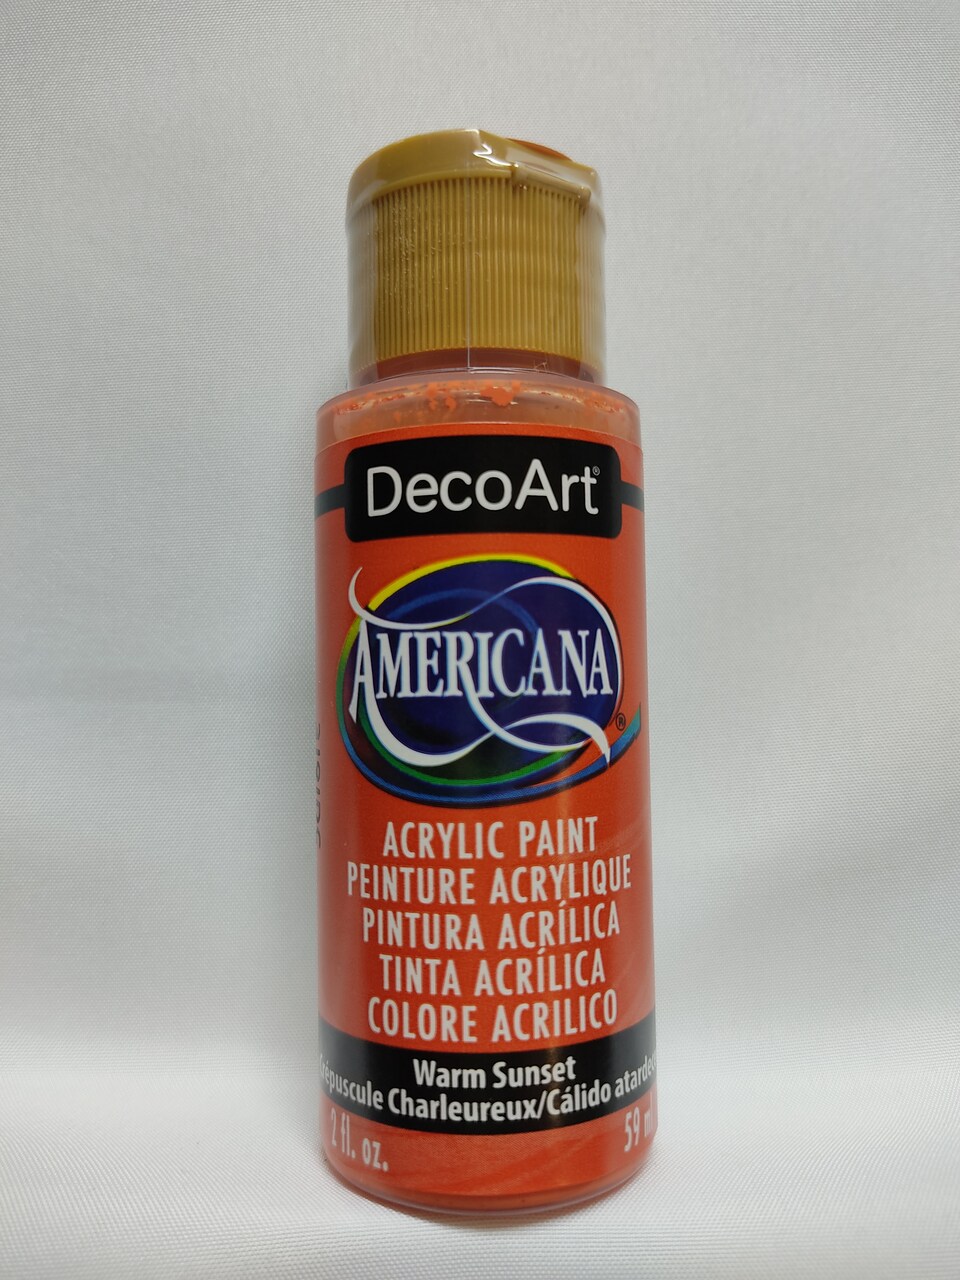 DecoArt®
AMERICANA®
ACRYLIC PAINT
PEINTURE ACRYLIQUE
PINTURA ACRÍLICA
TINTA ACRÍLICA
COLORE ACRILICO
Warm Sunset
Charleureux/Cálido
2 fl. oz.
59